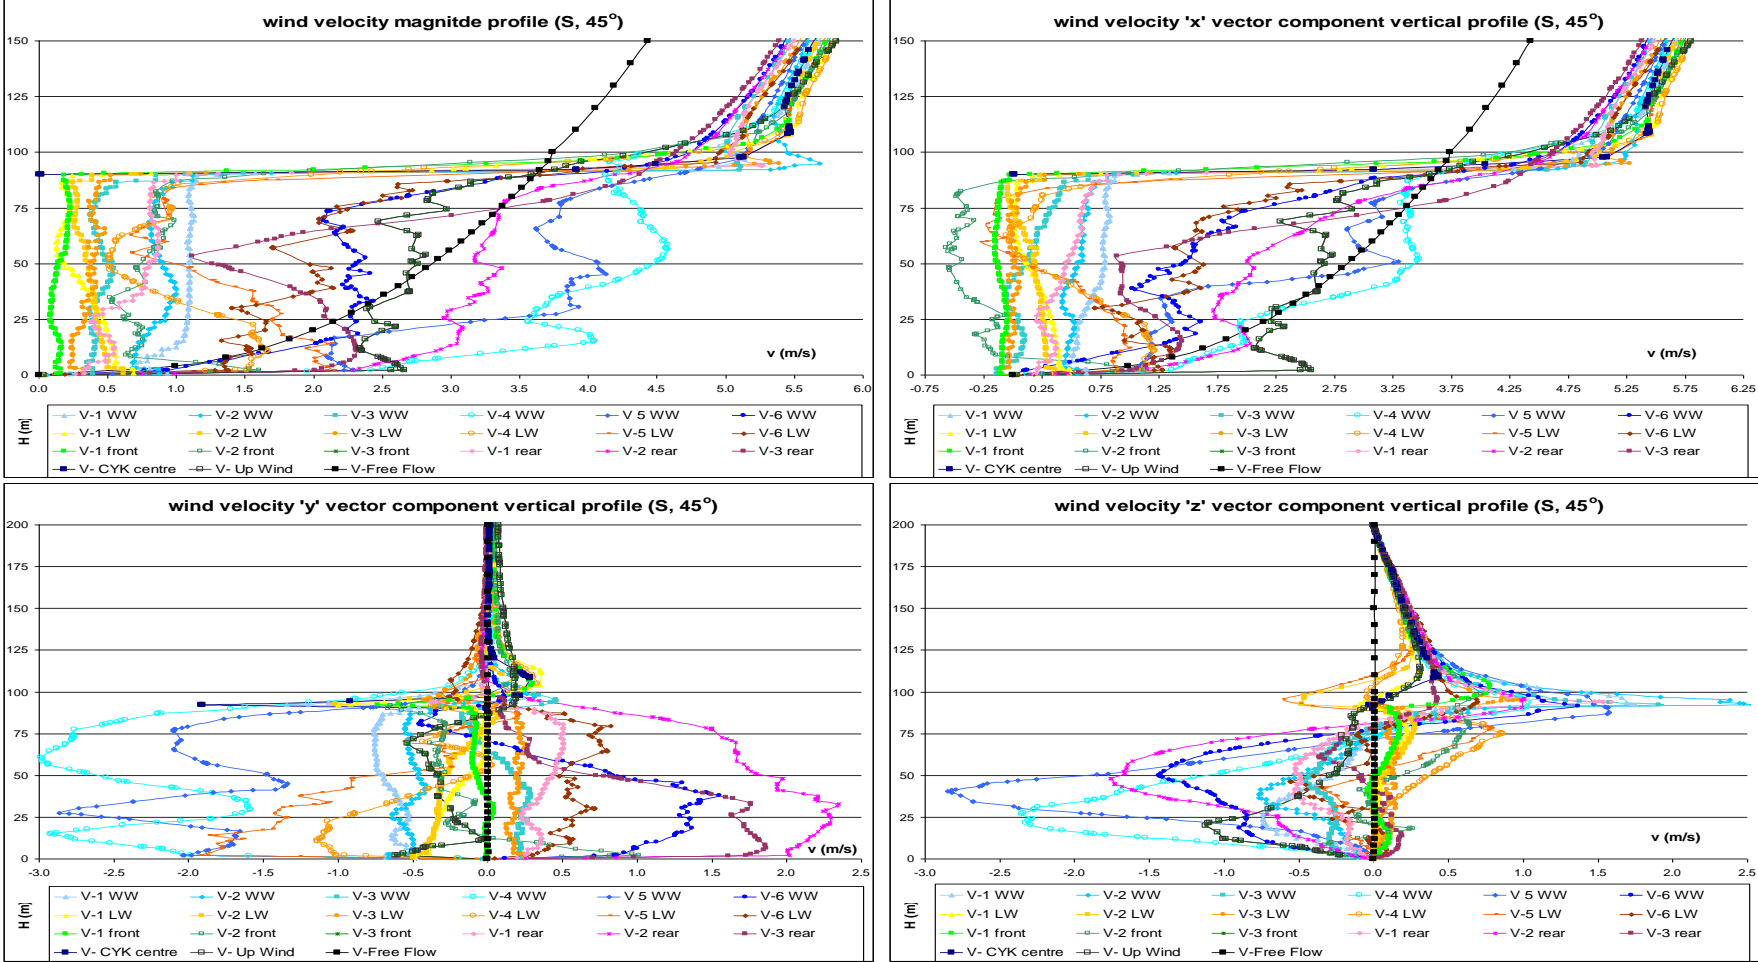 wind velocity magnitde profile (S, 45°)
150
125
100
75
50
25
0
v (m/s)
0.0 0.5 1.0 1.5 2.0 2.5 3.0 3.5 4.0 4.5 5.0 5.5 6.0
H (m)
V-1 WW V-2 WW V-3 WW V-4 WW V 5 WW V-6 WW
V-1 LW V-2 LW V-3 LW V-4 LW V-5 LW V-6 LW
V-1 front V-2 front V-3 front V-1 rear V-2 rear V-3 rear
V- CYK centre V- Up Wind V-Free Flow
wind velocity 'x' vector component vertical profile (S, 45°)
150
125
100
75
50
25
0
v (m/s)
-0.75 -0.25 0.25 0.75 1.25 1.75 2.25 2.75 3.25 3.75 4.25 4.75 5.25 5.75 6.25
H (m)
V-1 WW V-2 WW V-3 WW V-4 WW V 5 WW V-6 WW
V-1 LW V-2 LW V-3 LW V-4 LW V-5 LW V-6 LW
V-1 front V-2 front V-3 front V-1 rear V-2 rear V-3 rear
V- CYK centre V- Up Wind V-Free Flow
wind velocity 'y' vector component vertical profile (S, 45°)
200
175
150
125
100
75
50
25
0
v (m/s)
-3.0 -2.5 -2.0 -1.5 -1.0 -0.5 0.0 0.5 1.0 1.5 2.0 2.5
H (m)
V-1 WW V-2 WW V-3 WW V-4 WW V 5 WW V-6 WW
V-1 LW V-2 LW V-3 LW V-4 LW V-5 LW V-6 LW
V-1 front V-2 front V-3 front V-1 rear V-2 rear V-3 rear
V- CYK centre V- Up Wind V-Free Flow
wind velocity 'z' vector component vertical profile (S, 45°)
200
175
150
125
100
75
50
25
0
v (m/s)
-3.0 -2.5 -2.0 -1.5 -1.0 -0.5 0.0 0.5 1.0 1.5 2.0 2.5
H (m)
V-1 WW V-2 WW V-3 WW V-4 WW V 5 WW V-6 WW
V-1 LW V-2 LW V-3 LW V-4 LW V-5 LW V-6 LW
V-1 front V-2 front V-3 front V-1 rear V-2 rear V-3 rear
V- CYK centre V- Up Wind V-Free Flow